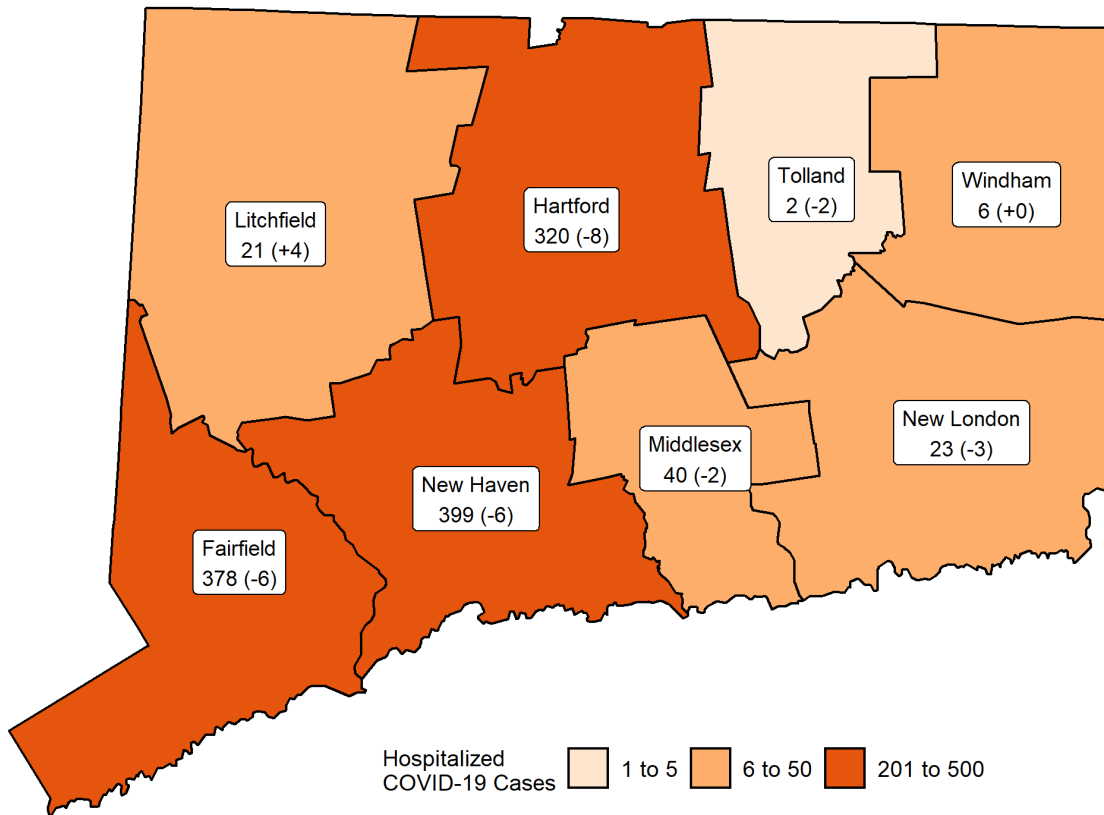 Tolland
2 (-2)
Windham
6 (+0)
Hartford
320 (-8)
Litchfield
21 (+4)
New London
23 (-3)
Middlesex
40 (-2)
New Haven
399 (-6)
Fairfield
378 (-6)
Hospitalized
COVID-19 Cases
1 to 5
6 to 50
201 to 500